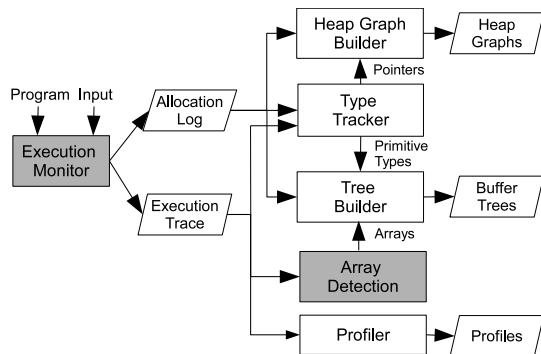 Heap Graph
Builder
Heap
Graphs
Pointers
Program
Input
Allocation
Log
Type
Tracker
Execution
Monitor
Primitive
Types
Execution
Trace
Tree
Builder
Buffer
Trees
Arrays
Array
Detection
Profiler
Profiles